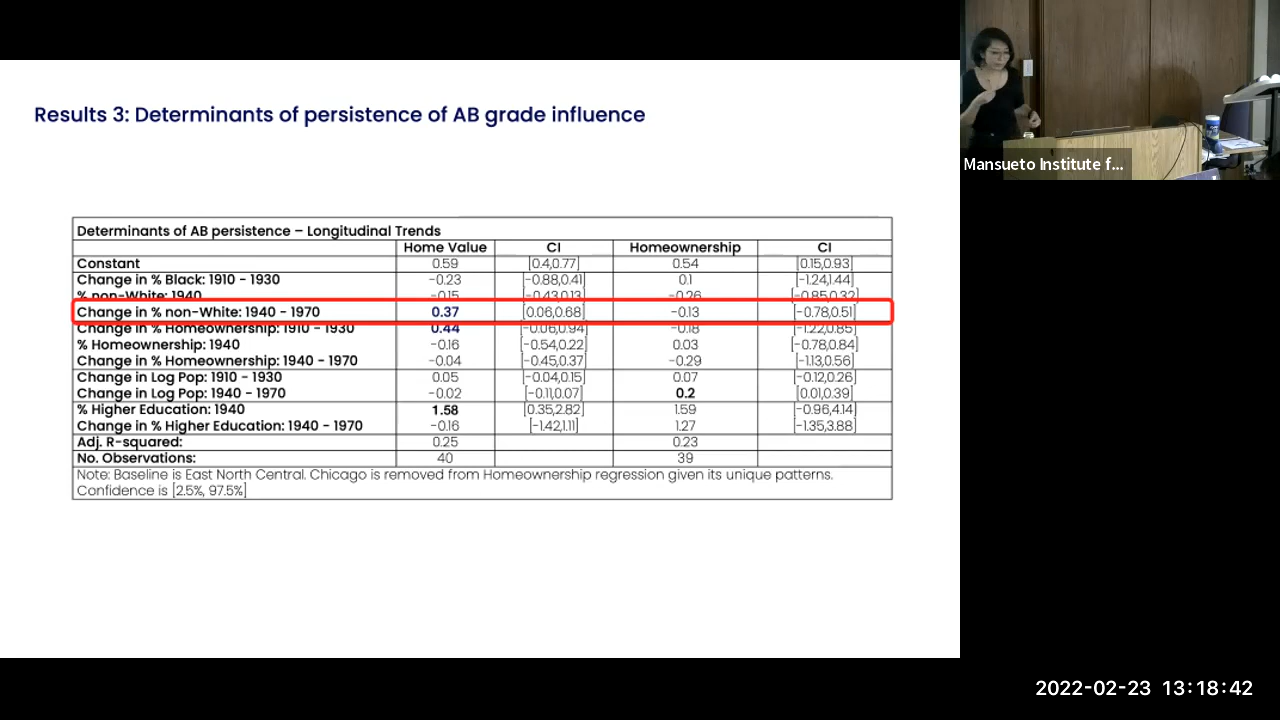 Results 3: Determinants of persistence of AB grade influence
Mansueto Institute f...
Determinants of AB persistence – Longitudinal Trends
Home Value CI Homeownership CI
Constant 0.59 [0.4,0.77] 0.54 [0.15,0.93]
Change in % Black: 1910 - 1930 -0.23 [-0.88,0.41] 0.1 [-1.24,1.44]
% non-White: 1940 -0.15 [-0.43,0.13] -0.26 [-0.85,0.32]
Change in % non-White: 1940 - 1970 0.37 [0.06,0.68] -0.13 [-0.78,0.51]
Change in % Homeownership: 1910 - 1930 0.44 [-0.06,0.94] -0.18 [-1.22,0.85]
% Homeownership: 1940 -0.16 [-0.54,0.22] 0.03 [-0.78,0.84]
Change in % Homeownership: 1940 - 1970 -0.04 [-0.45,0.37] -0.29 [-1.13,0.56]
Change in Log Pop: 1910 - 1930 0.05 [-0.04,0.15] 0.07 [-0.12,0.26]
Change in Log Pop: 1940 - 1970 -0.02 [-0.11,0.07] 0.2 [0.01,0.39]
% Higher Education: 1940 1.58 [0.35,2.82] 1.59 [-0.96,4.14]
Change in % Higher Education: 1940 - 1970 -0.16 [-1.42,1.11] 1.27 [-1.35,3.88]
Adj. R-squared: 0.25 0.23
No. Observations: 40 39
Note: Baseline is East North Central. Chicago is removed from Homeownership regression given its unique patterns.
Confidence is [2.5%, 97.5%]
2022-02-23 13:18:42